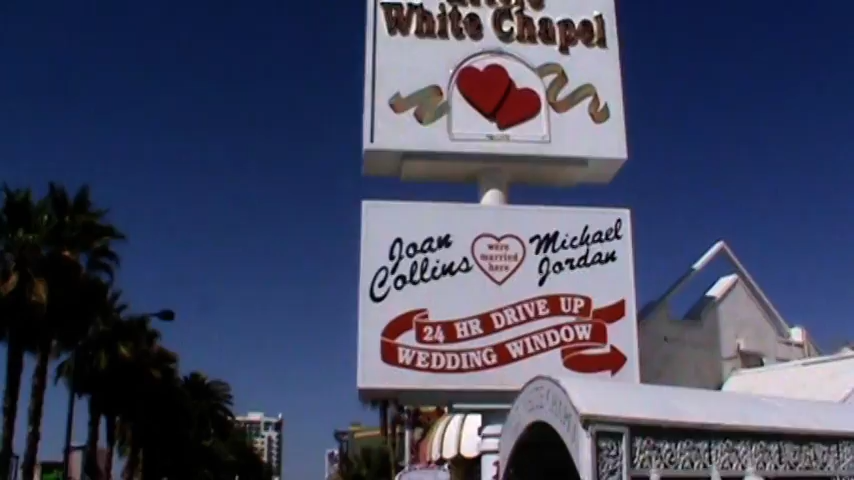 White Chapel
Joan Collins
were married here
Michael Jordan
24 HR DRIVE UP
WEDDING WINDOW